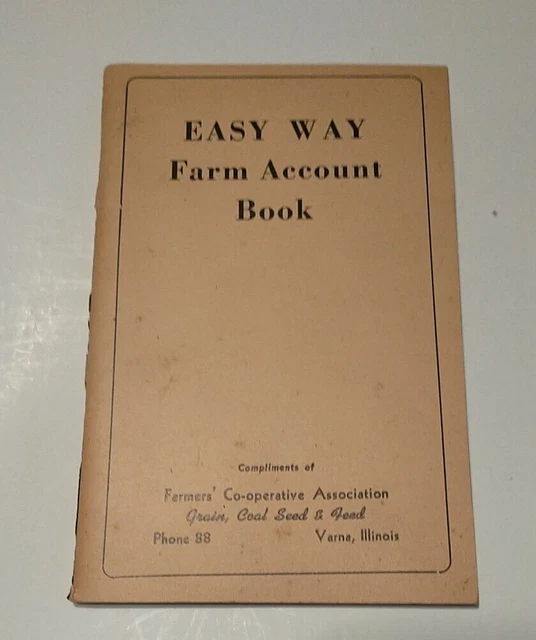 EASY WAY
Farm Account
Book
Compliments of
Farmers' Co-operative Association
Grain, Coal Seed & Feed
Phone 88 Varna, Illinois